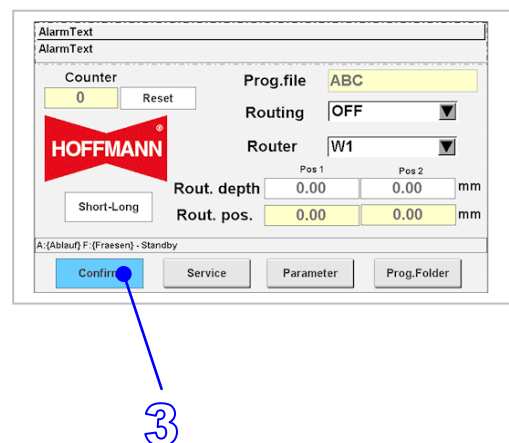 AlarmText
AlarmText
Counter
Prog.file ABC
0 Reset
Routing OFF
HOFFMANN®
Router W1
Pos 1 Pos 2
Rout. depth 0.00 0.00 mm
Short-Long
Rout. pos. 0.00 0.00 mm
A:{Ablauf} F:{Fraesen} - Standby
Confirm Service Parameter Prog.Folder
3